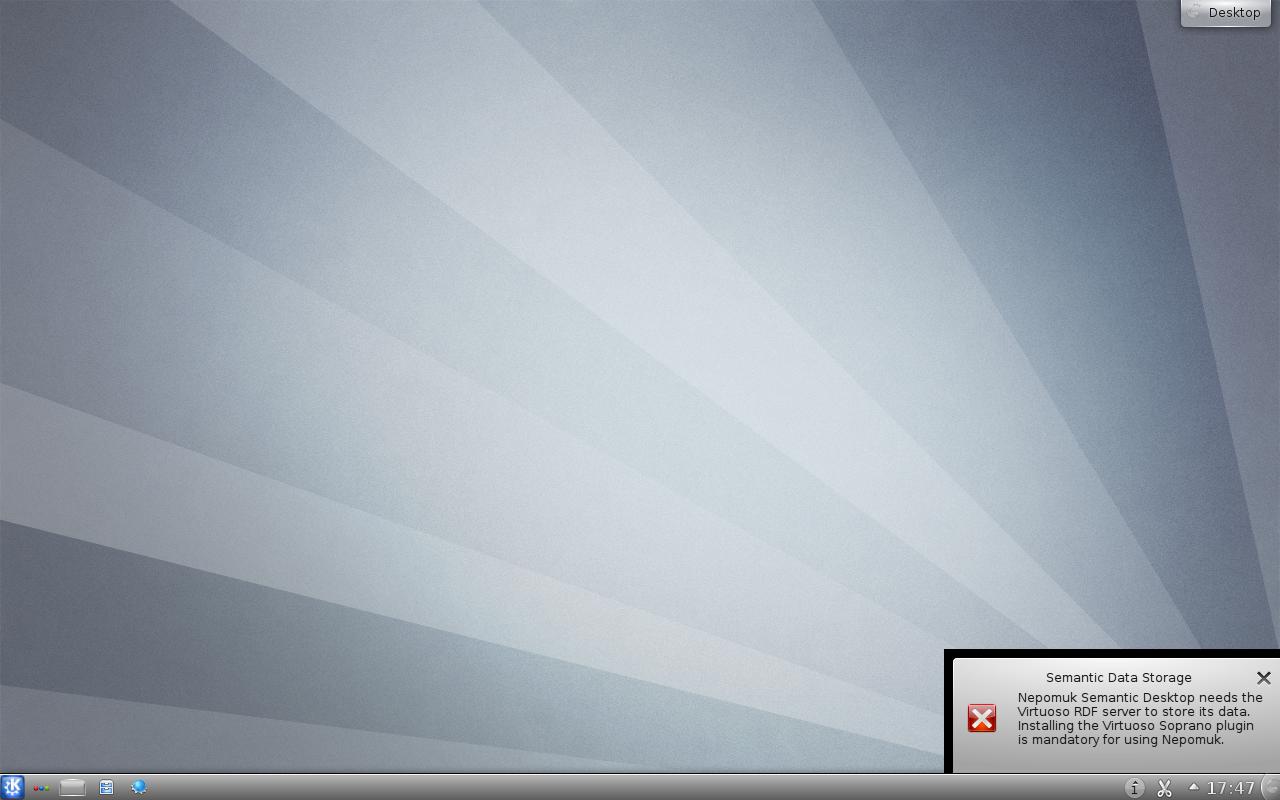 Desktop
Semantic Data Storage
Nepomuk Semantic Desktop needs the
Virtuoso RDF server to store its data.
Installing the Virtuoso Soprano plugin
is mandatory for using Nepomuk.
17:47